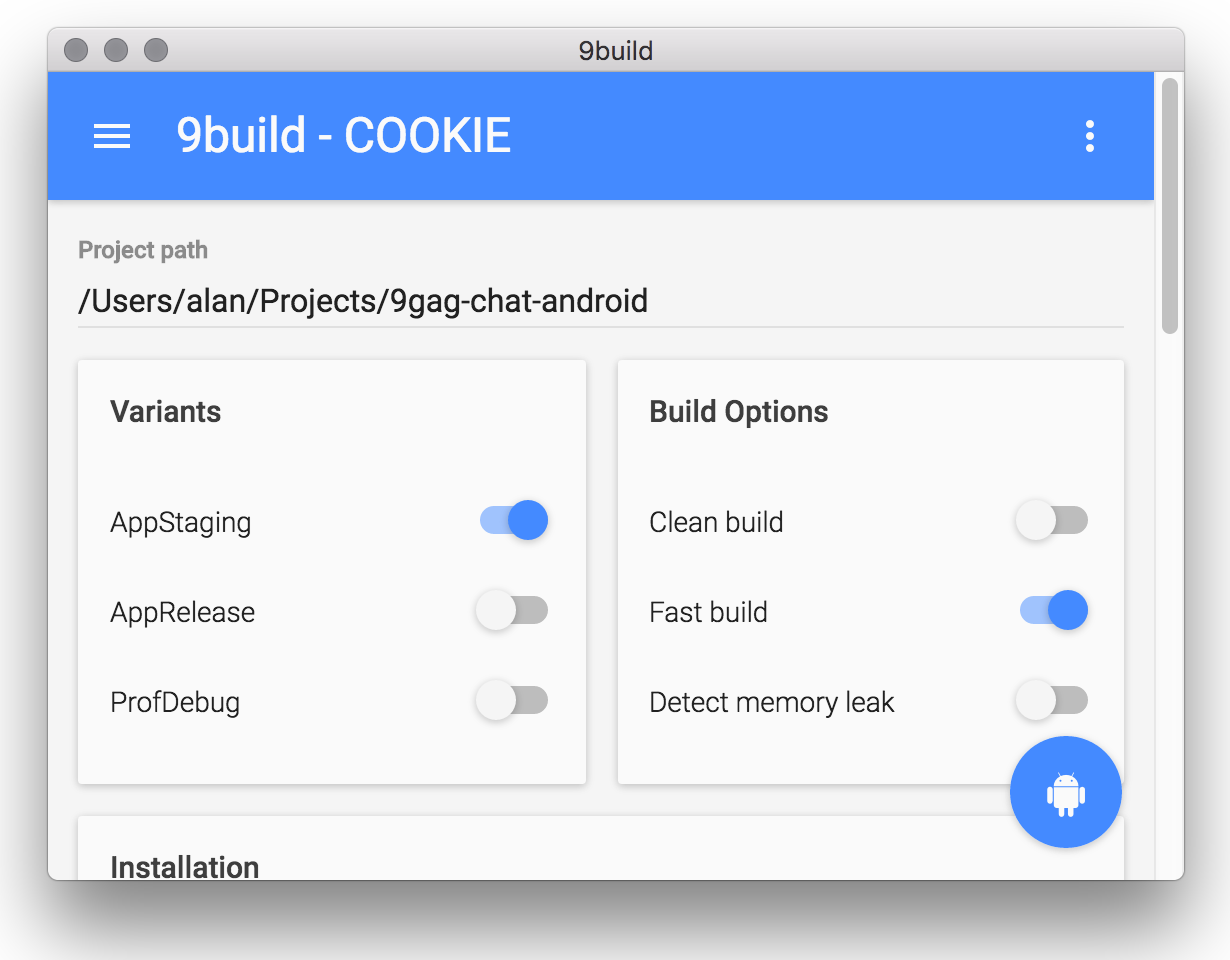 9build
9build - COOKIE
Project path
/Users/alan/Projects/9gag-chat-android
Variants
AppStaging
AppRelease
ProfDebug
Build Options
Clean build
Fast build
Detect memory leak
Installation